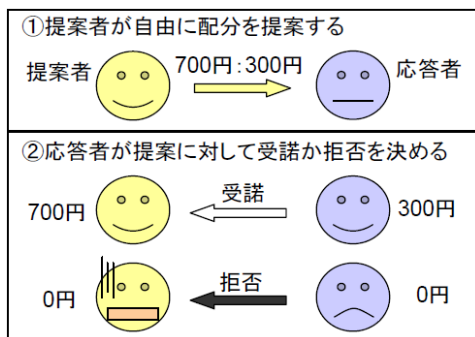 ①提案者が自由に配分を提案する
提案者
700円：300円
応答者
②応答者が提案に対して受諾か拒否を決める
700円
受諾
300円
0円
拒否
0円